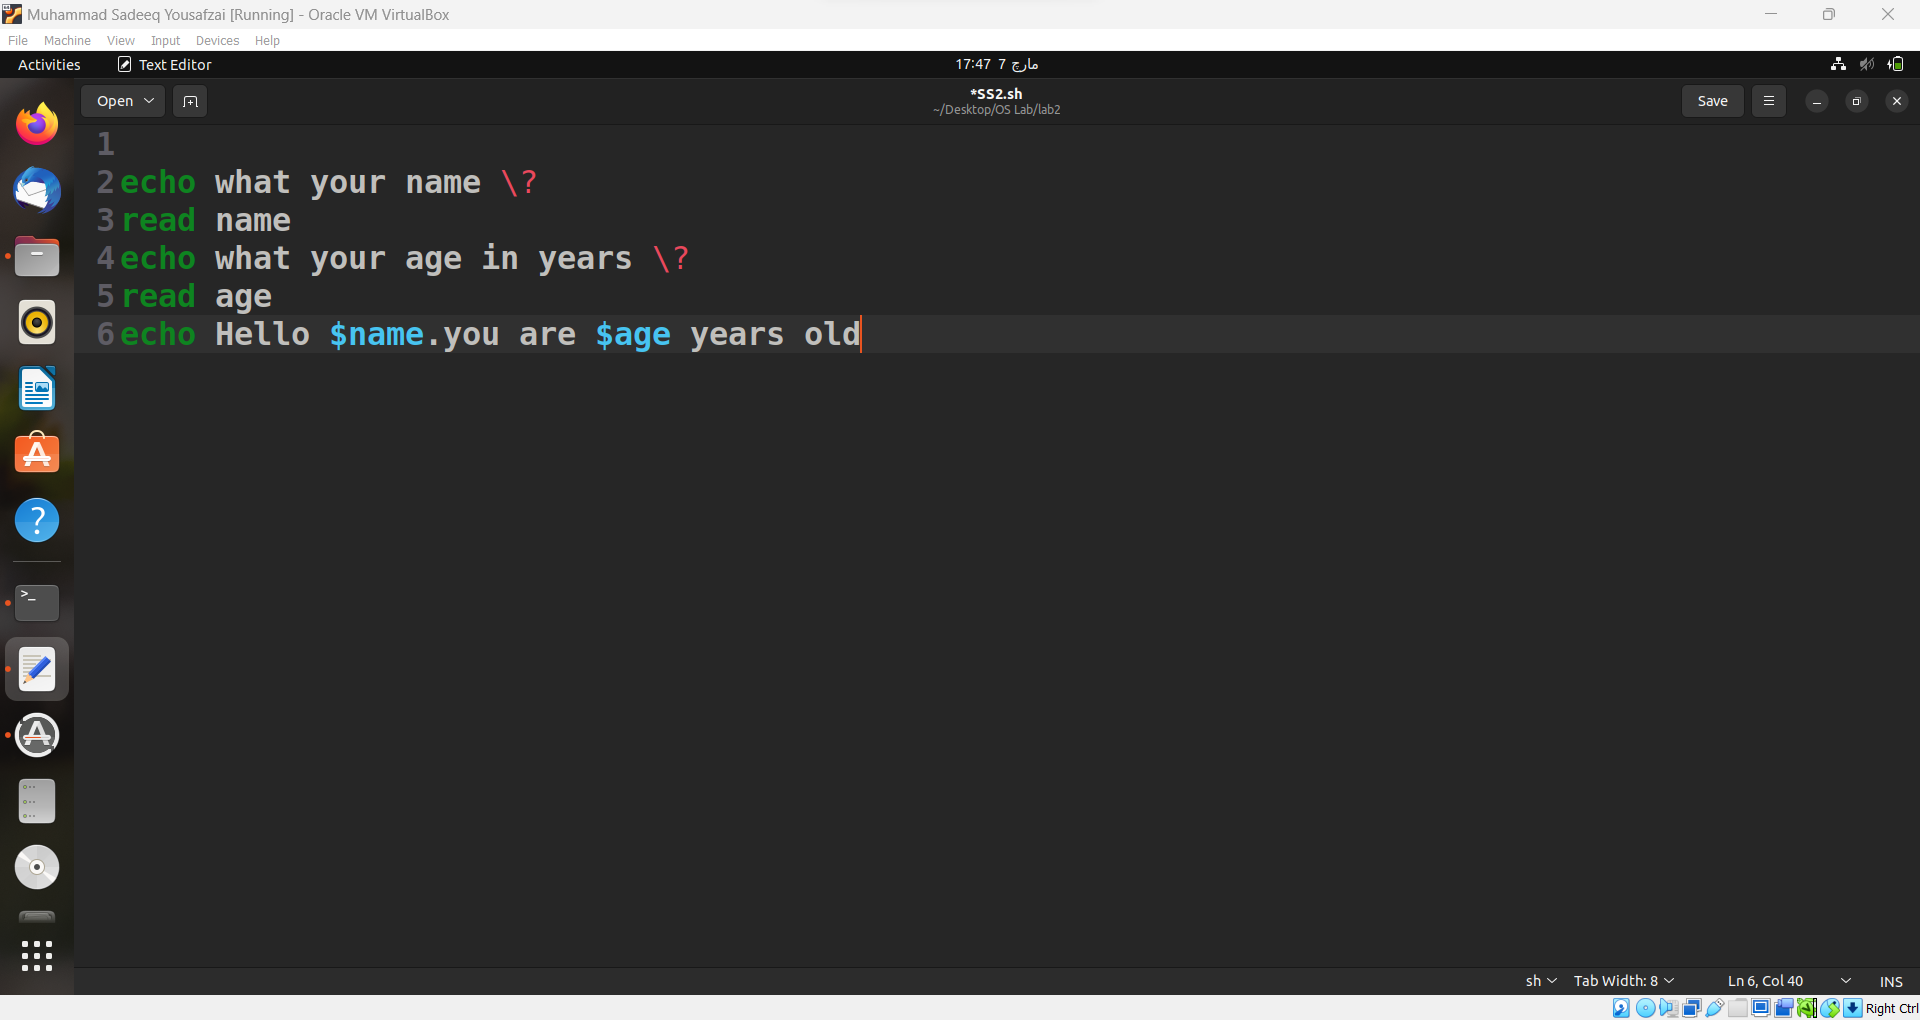 Muhammad Sadeeq Yousafzai [Running] - Oracle VM VirtualBox
File Machine View Input Devices Help
Activities Text Editor 17:47 7 مارچ
Open *SS2.sh Save
~/Desktop/OS Lab/lab2
1
2 echo what your name \?
3 read name
4 echo what your age in years \?
5 read age
6 echo Hello $name.you are $age years old
sh Tab Width: 8 Ln 6, Col 40 INS
Right Ctrl